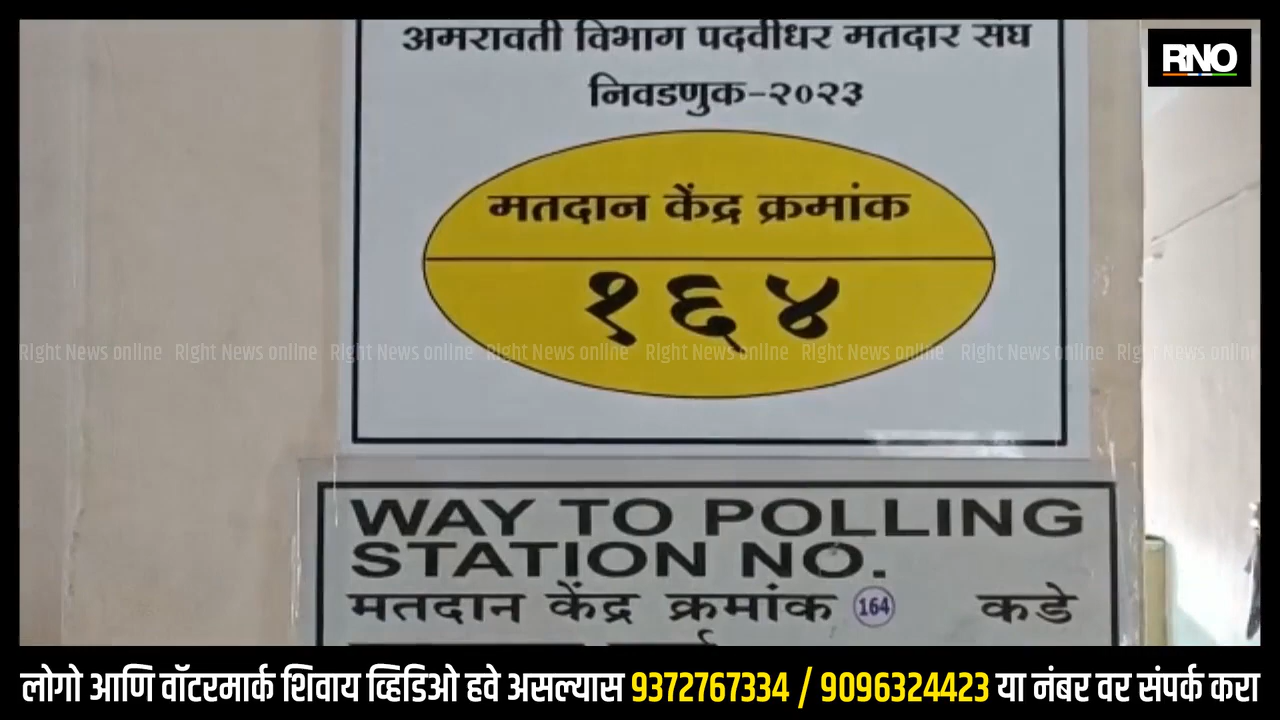 अमरावती विभाग पदवीधर मतदार संघ
RNO
निवडणुक-२०२३
मतदान केंद्र क्रमांक
१६४
Right News online Right News online Right News online Right News online Right News online Right News online Right News online Right News online
WAY TO POLLING
STATION NO.
मतदान केंद्र क्रमांक 164 कडे
लोगो आणि वॉटरमार्क शिवाय व्हिडिओ हवे असल्यास 9372767334 / 9096324423 या नंबर वर संपर्क करा